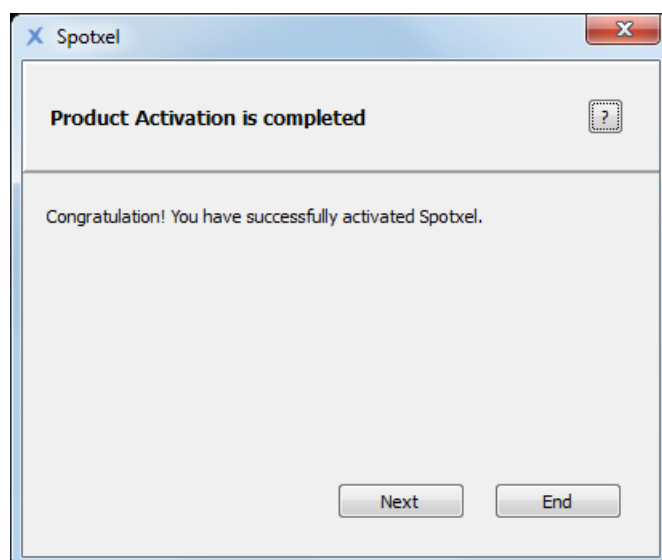 Spotxel
Product Activation is completed
?
Congratulation! You have successfully activated Spotxel.
Next
End